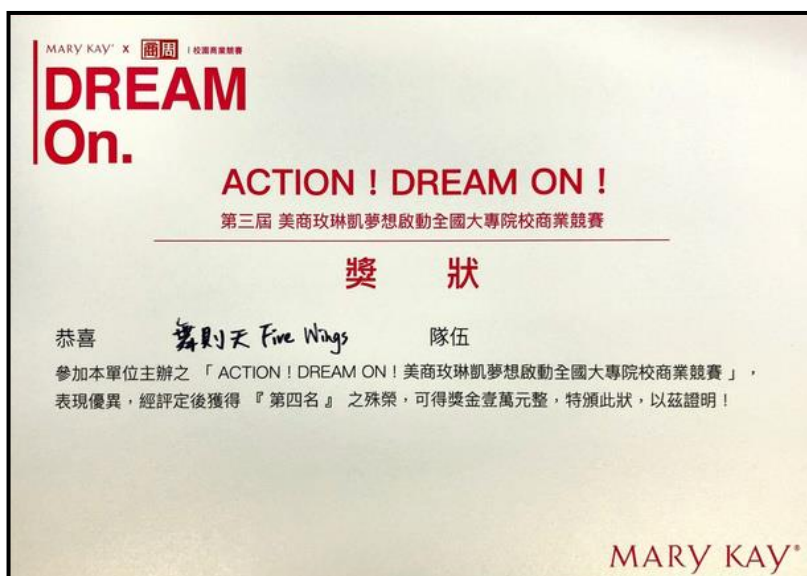 MARY KAY® X 商周 | 校園商業競賽
DREAM
On.
ACTION！DREAM ON！
第三屆 美商玫琳凱夢想啟動全國大專院校商業競賽
獎 狀
恭喜 舞則天 Five Wings 隊伍
參加本單位主辦之 「 ACTION！DREAM ON！美商玫琳凱夢想啟動全國大專院校商業競賽 」，
表現優異，經評定後獲得 『 第四名 』 之殊榮，可得獎金壹萬元整，特頒此狀，以茲證明！
MARY KAY®